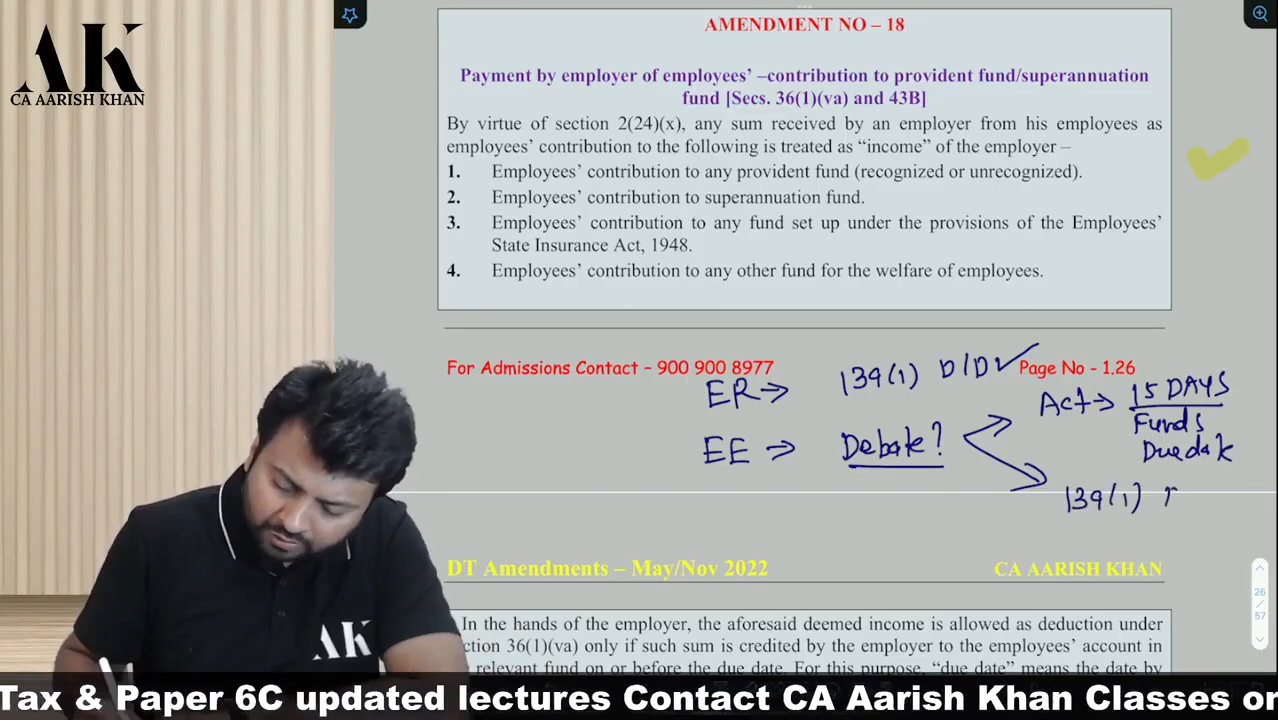 AK
CA AARISH KHAN
AMENDMENT NO – 18
Payment by employer of employees' –contribution to provident fund/superannuation
fund [Secs. 36(1)(va) and 43B]
By virtue of section 2(24)(x), any sum received by an employer from his employees as
employees' contribution to the following is treated as “income” of the employer –
1. Employees' contribution to any provident fund (recognized or unrecognized).
2. Employees' contribution to superannuation fund.
3. Employees' contribution to any fund set up under the provisions of the Employees'
State Insurance Act, 1948.
4. Employees' contribution to any other fund for the welfare of employees.
For Admissions Contact – 900 900 8977
Page No - 1.26
ER → 139(1) D/D ✓
Act → 15 DAYS
Funds
Due date
EE ⇒ Debate?
139(1)
DT Amendments – May/Nov 2022
CA AARISH KHAN
26
/
57
In the hands of the employer, the aforesaid deemed income is allowed as deduction under
ction 36(1)(va) only if such sum is credited by the employer to the employees' account in
relevant fund on or before the due date. For this purpose, “due date” means the date by
AK
Tax & Paper 6C updated lectures Contact CA Aarish Khan Classes or